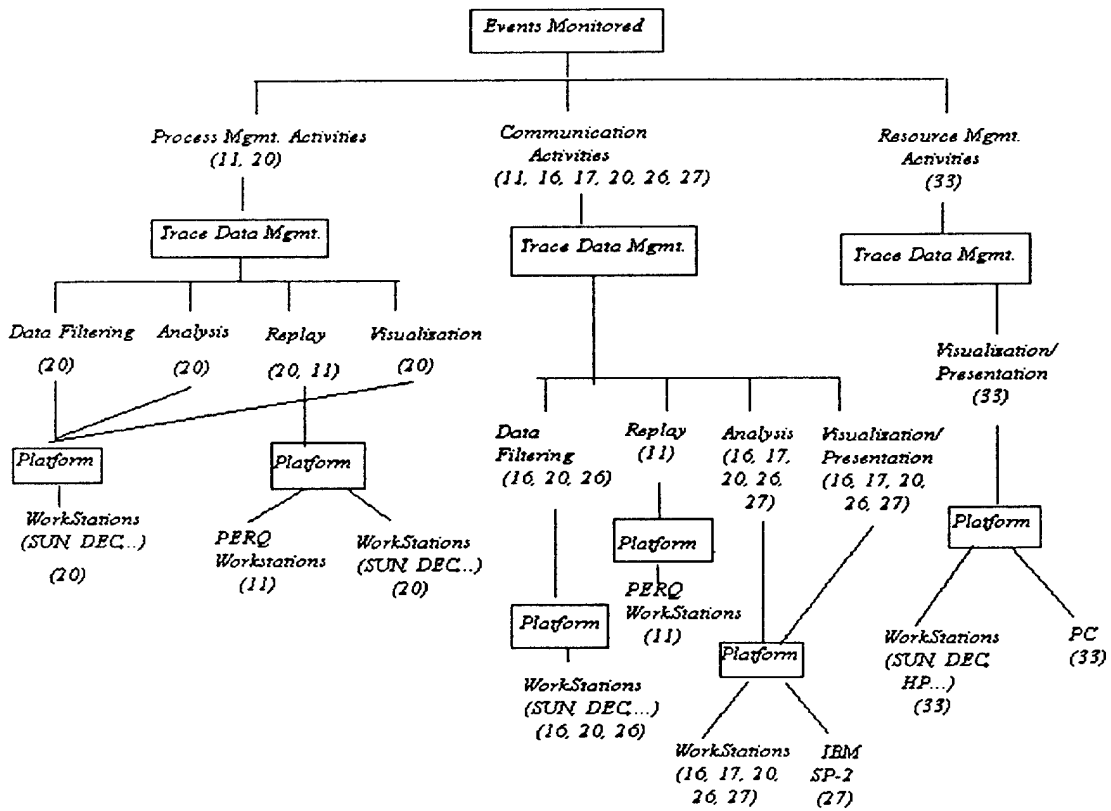 Events Monitored
Process Mgmt. Activities
(11, 20)
Communication
Activities
(11, 16, 17, 20, 26, 27)
Resource Mgmt.
Activities
(33)
Trace Data Mgmt.
Trace Data Mgmt.
Trace Data Mgmt.
Data Filtering
(20)
Analysis
(20)
Replay
(20, 11)
Visualization
(20)
Visualization/
Presentation
(33)
Platform
WorkStations
(SUN, DEC,...)
(20)
Platform
PERQ
Workstations
(11)
WorkStations
(SUN, DEC,...)
(20)
Data
Filtering
(16, 20, 26)
Replay
(11)
Analysis
(16, 17,
20, 26,
27)
Visualization/
Presentation
(16, 17, 20,
26, 27)
Platform
WorkStations
(SUN, DEC,...)
(16, 20, 26)
Platform
PERQ
WorkStations
(11)
Platform
WorkStations
(16, 17, 20,
26, 27)
IBM
SP-2
(27)
Platform
WorkStations
(SUN, DEC,
HP...)
(33)
PC
(33)